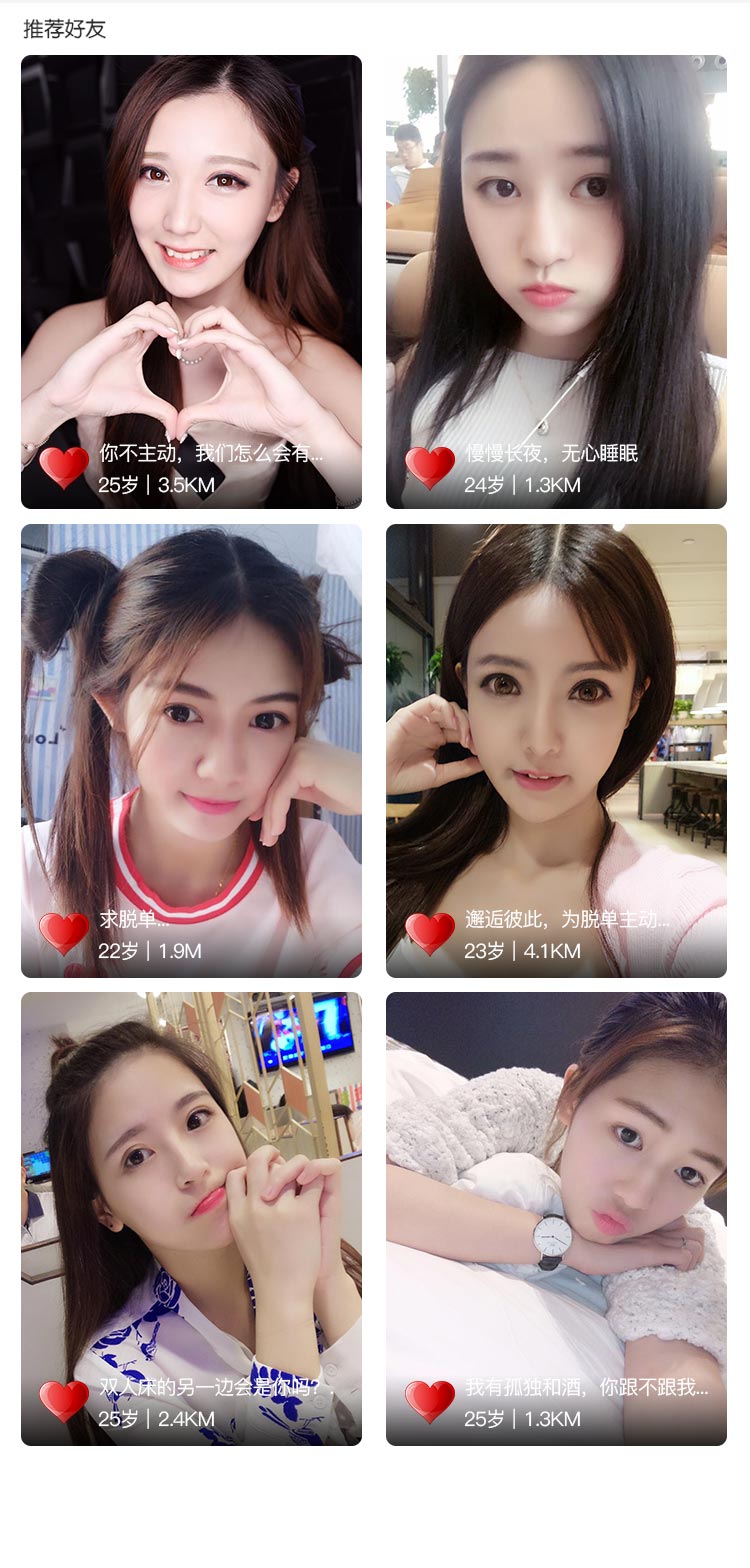 推荐好友
你不主动，我们怎么会有...
25岁｜3.5KM
慢慢长夜，无心睡眠
24岁｜1.3KM
求脱单...
22岁｜1.9M
邂逅彼此，为脱单主动...
23岁｜4.1KM
双人床的另一边会是你吗？.
25岁｜2.4KM
我有孤独和酒，你跟不跟我...
25岁｜1.3KM